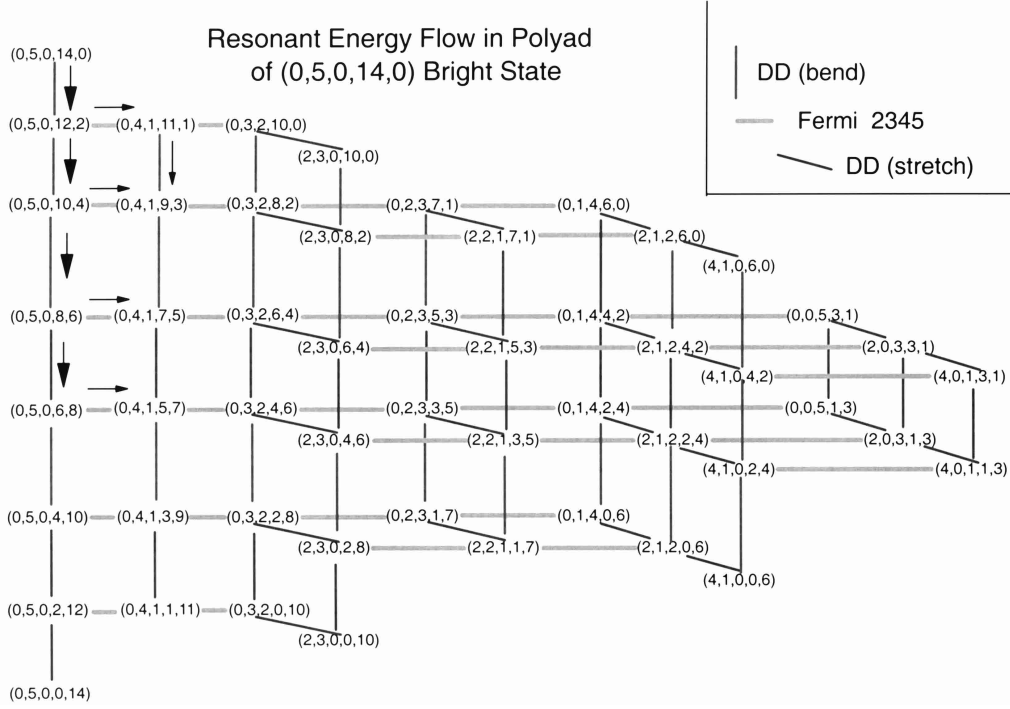 Resonant Energy Flow in Polyad
of (0,5,0,14,0) Bright State
DD (bend)
Fermi 2345
DD (stretch)
(0,5,0,14,0)
(0,5,0,12,2) (0,4,1,11,1) (0,3,2,10,0)
(2,3,0,10,0)
(0,5,0,10,4) (0,4,1,9,3) (0,3,2,8,2) (0,2,3,7,1) (0,1,4,6,0)
(2,3,0,8,2) (2,2,1,7,1) (2,1,2,6,0)
(4,1,0,6,0)
(0,5,0,8,6) (0,4,1,7,5) (0,3,2,6,4) (0,2,3,5,3) (0,1,4,4,2) (0,0,5,3,1)
(2,3,0,6,4) (2,2,1,5,3) (2,1,2,4,2) (2,0,3,3,1)
(4,1,0,4,2) (4,0,1,3,1)
(0,5,0,6,8) (0,4,1,5,7) (0,3,2,4,6) (0,2,3,3,5) (0,1,4,2,4) (0,0,5,1,3)
(2,3,0,4,6) (2,2,1,3,5) (2,1,2,2,4) (2,0,3,1,3)
(4,1,0,2,4) (4,0,1,1,3)
(0,5,0,4,10) (0,4,1,3,9) (0,3,2,2,8) (0,2,3,1,7) (0,1,4,0,6)
(2,3,0,2,8) (2,2,1,1,7) (2,1,2,0,6)
(4,1,0,0,6)
(0,5,0,2,12) (0,4,1,1,11) (0,3,2,0,10)
(2,3,0,0,10)
(0,5,0,0,14)